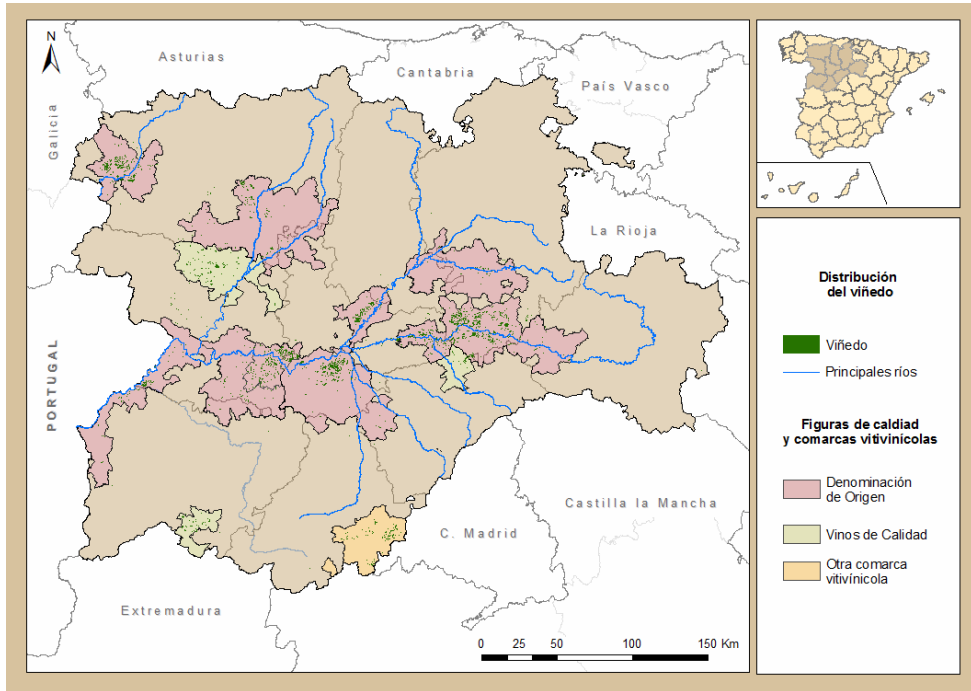 N
Asturias
Cantabria
País Vasco
Galicia
La Rioja
PORTUGAL
Castilla la Mancha
C. Madrid
Extremadura
0 25 50 100 150 Km
Distribución
del viñedo
Viñedo
Principales ríos
Figuras de caldiad
y comarcas vitivinícolas
Denominación
de Origen
Vinos de Calidad
Otra comarca
vitivínicola